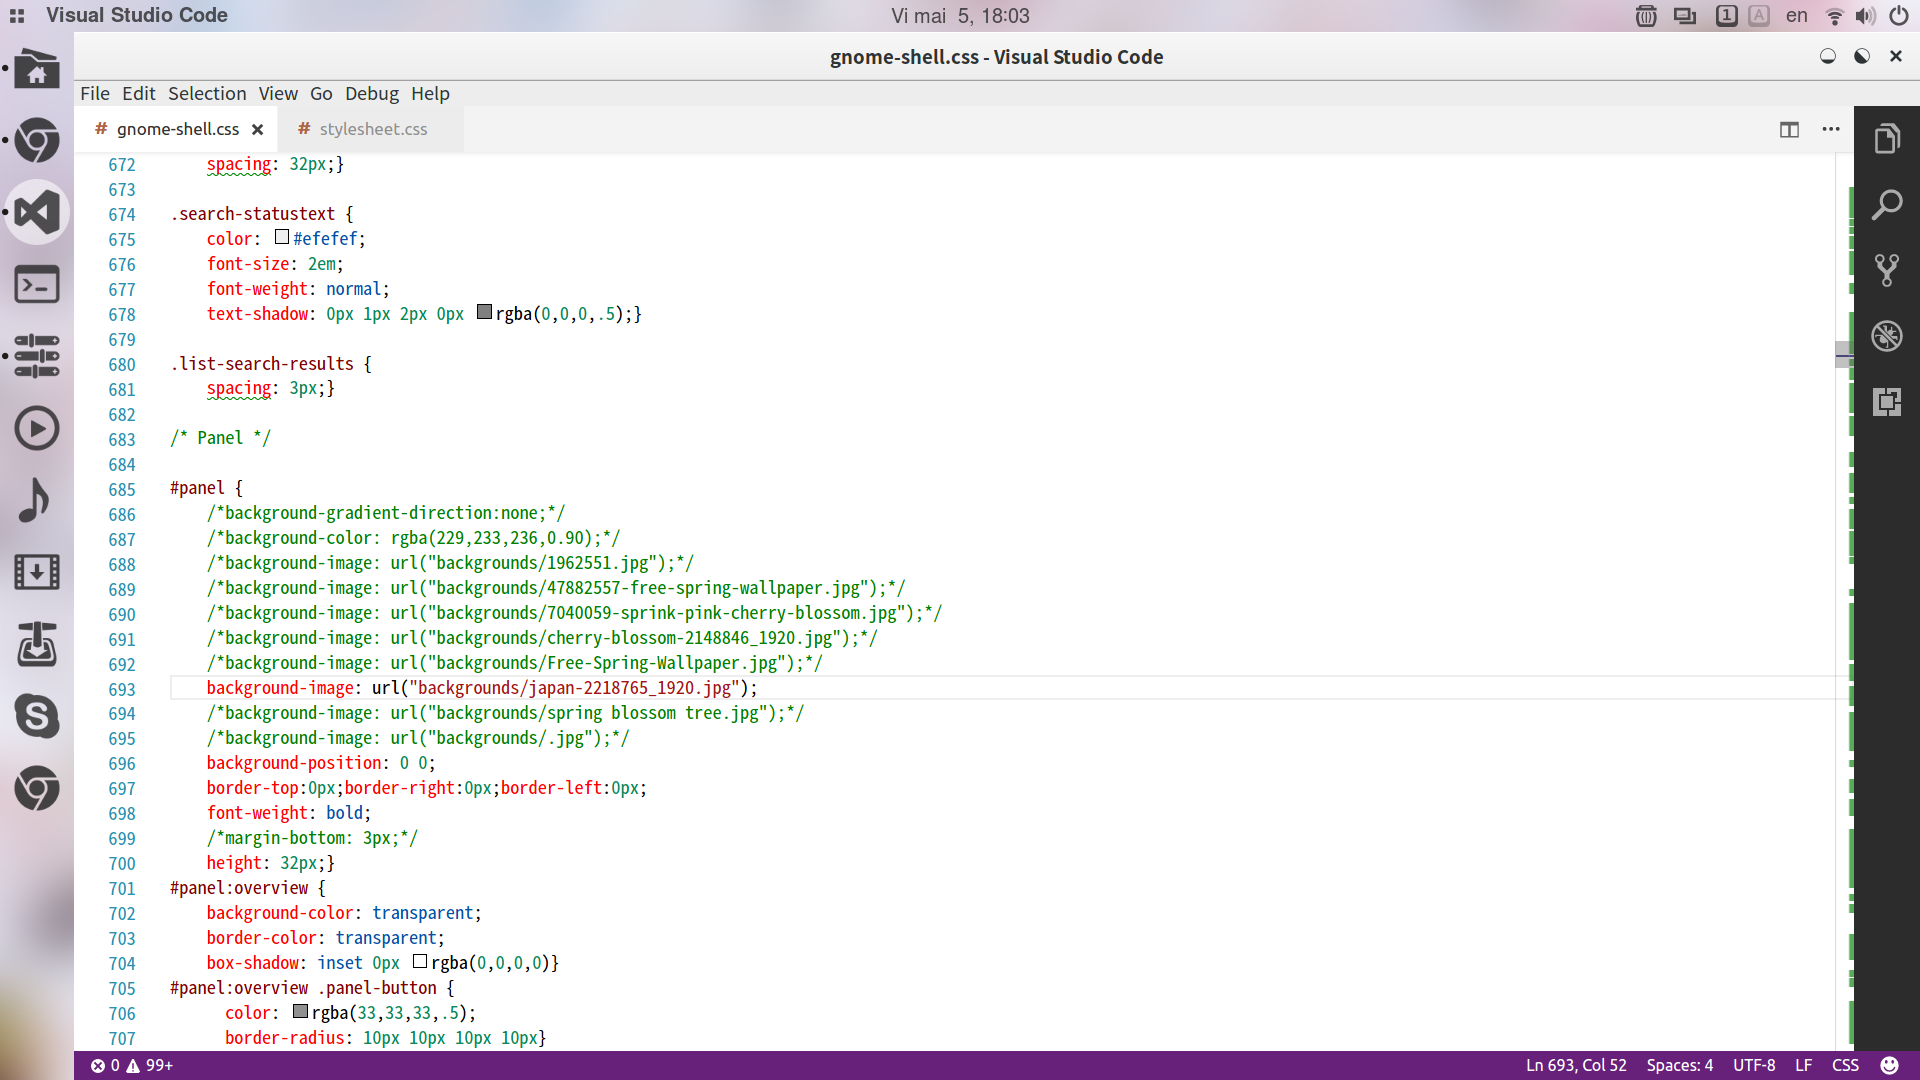 Visual Studio Code
Vi mai 5, 18:03
1
A
en
gnome-shell.css - Visual Studio Code
File Edit Selection View Go Debug Help
# gnome-shell.css
# stylesheet.css
672 spacing: 32px;}
673
674 .search-statustext {
675 color: #efefef;
676 font-size: 2em;
677 font-weight: normal;
678 text-shadow: 0px 1px 2px 0px rgba(0,0,0,.5);}
679
680 .list-search-results {
681 spacing: 3px;}
682
683 /* Panel */
684
685 #panel {
686 /*background-gradient-direction:none;*/
687 /*background-color: rgba(229,233,236,0.90);*/
688 /*background-image: url("backgrounds/1962551.jpg");*/
689 /*background-image: url("backgrounds/47882557-free-spring-wallpaper.jpg");*/
690 /*background-image: url("backgrounds/7040059-sprink-pink-cherry-blossom.jpg");*/
691 /*background-image: url("backgrounds/cherry-blossom-2148846_1920.jpg");*/
692 /*background-image: url("backgrounds/Free-Spring-Wallpaper.jpg");*/
693 background-image: url("backgrounds/japan-2218765_1920.jpg");
694 /*background-image: url("backgrounds/spring blossom tree.jpg");*/
695 /*background-image: url("backgrounds/.jpg");*/
696 background-position: 0 0;
697 border-top:0px;border-right:0px;border-left:0px;
698 font-weight: bold;
699 /*margin-bottom: 3px;*/
700 height: 32px;}
701 #panel:overview {
702 background-color: transparent;
703 border-color: transparent;
704 box-shadow: inset 0px rgba(0,0,0,0)}
705 #panel:overview .panel-button {
706 color: rgba(33,33,33,.5);
707 border-radius: 10px 10px 10px 10px}
0 99+
Ln 693, Col 52 Spaces: 4 UTF-8 LF CSS